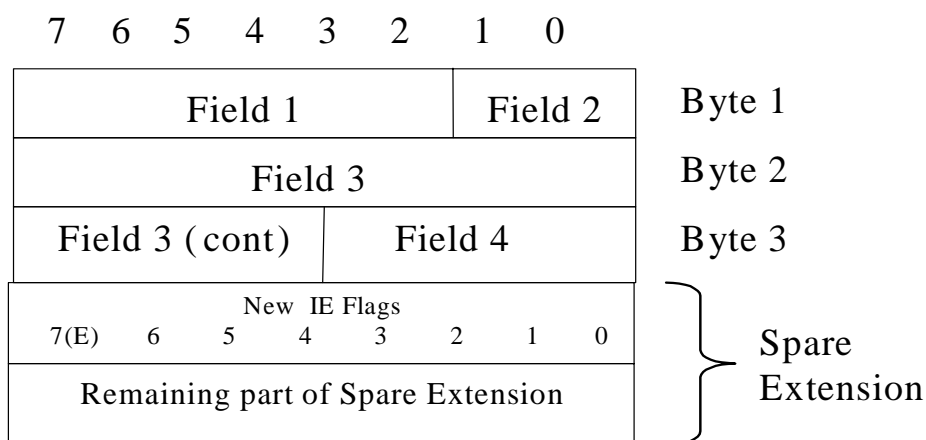 7 6 5 4 3 2 1 0
Field 1 Field 2 Byte 1
Field 3 Byte 2
Field 3 (cont) Field 4 Byte 3
New IE Flags
7(E) 6 5 4 3 2 1 0
Remaining part of Spare Extension
Spare
Extension